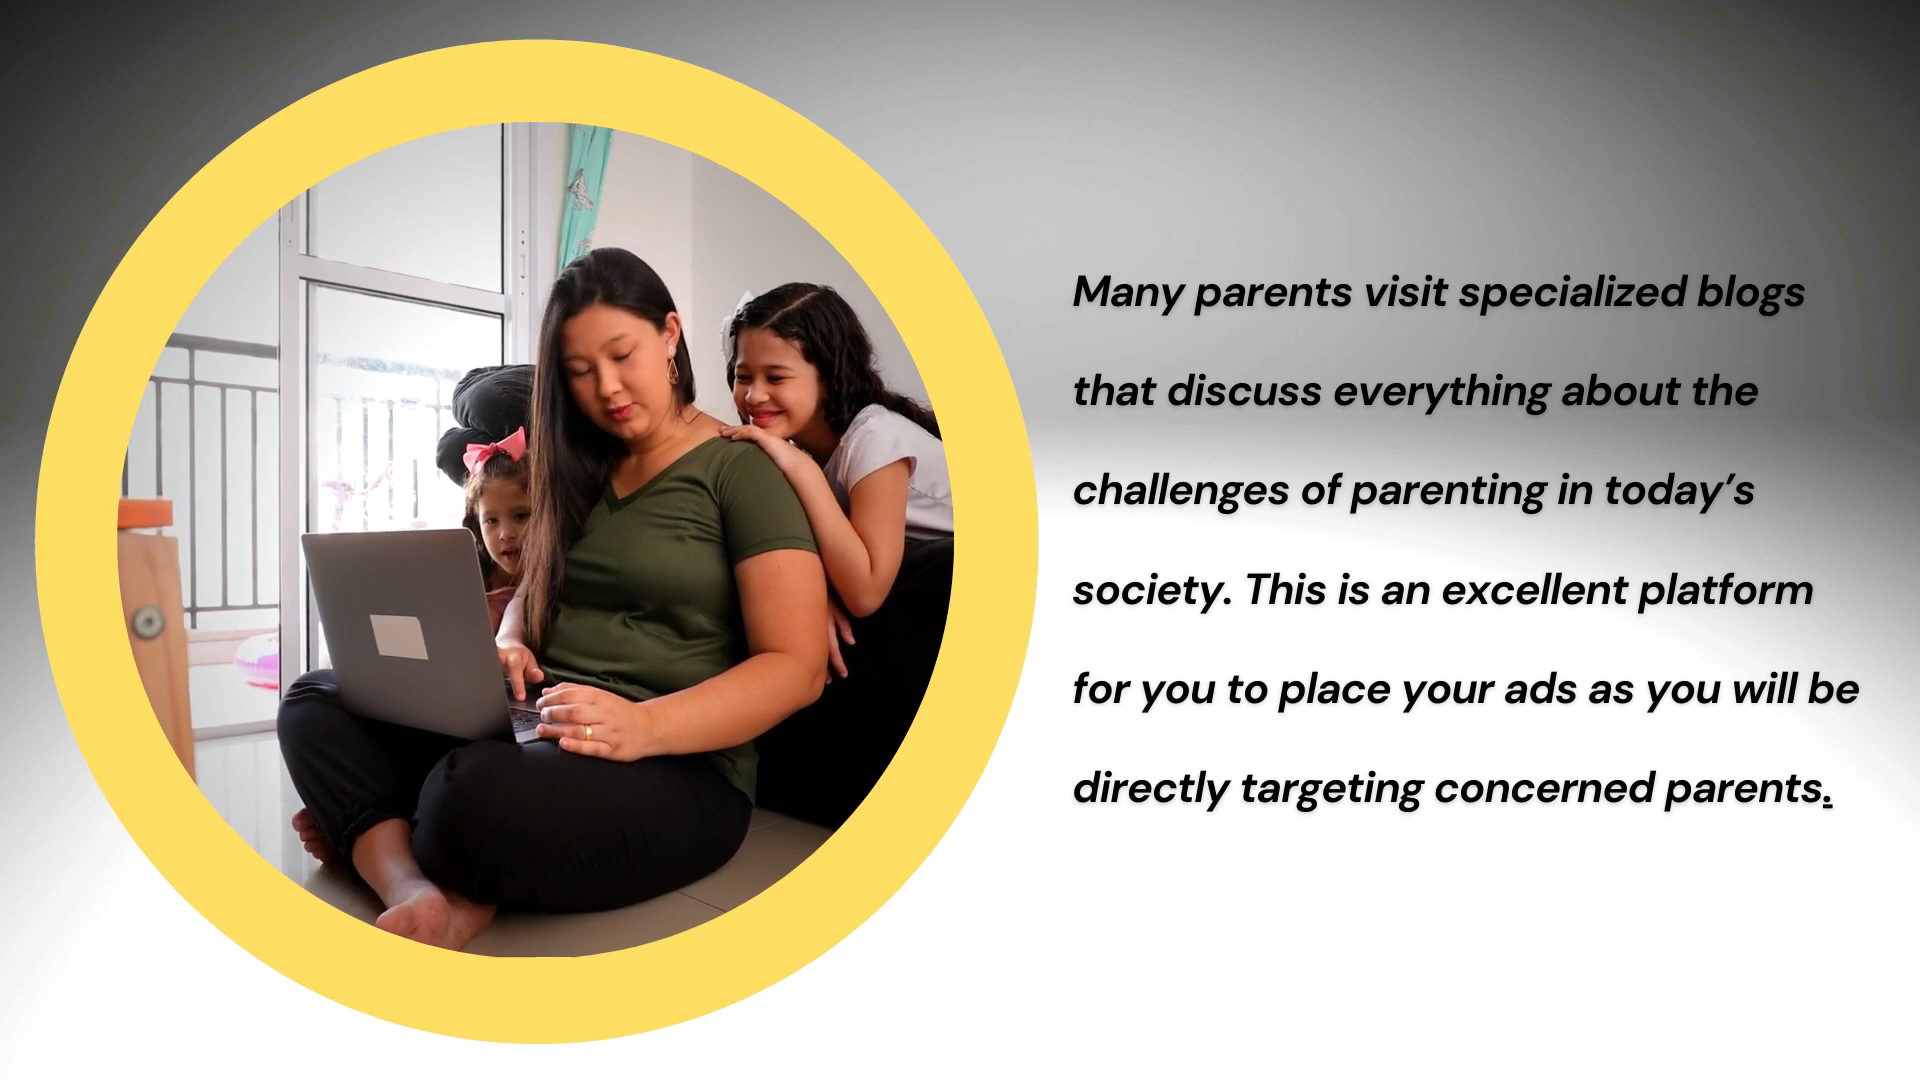 Many parents visit specialized blogs
that discuss everything about the
challenges of parenting in today’s
society. This is an excellent platform
for you to place your ads as you will be
directly targeting concerned parents.